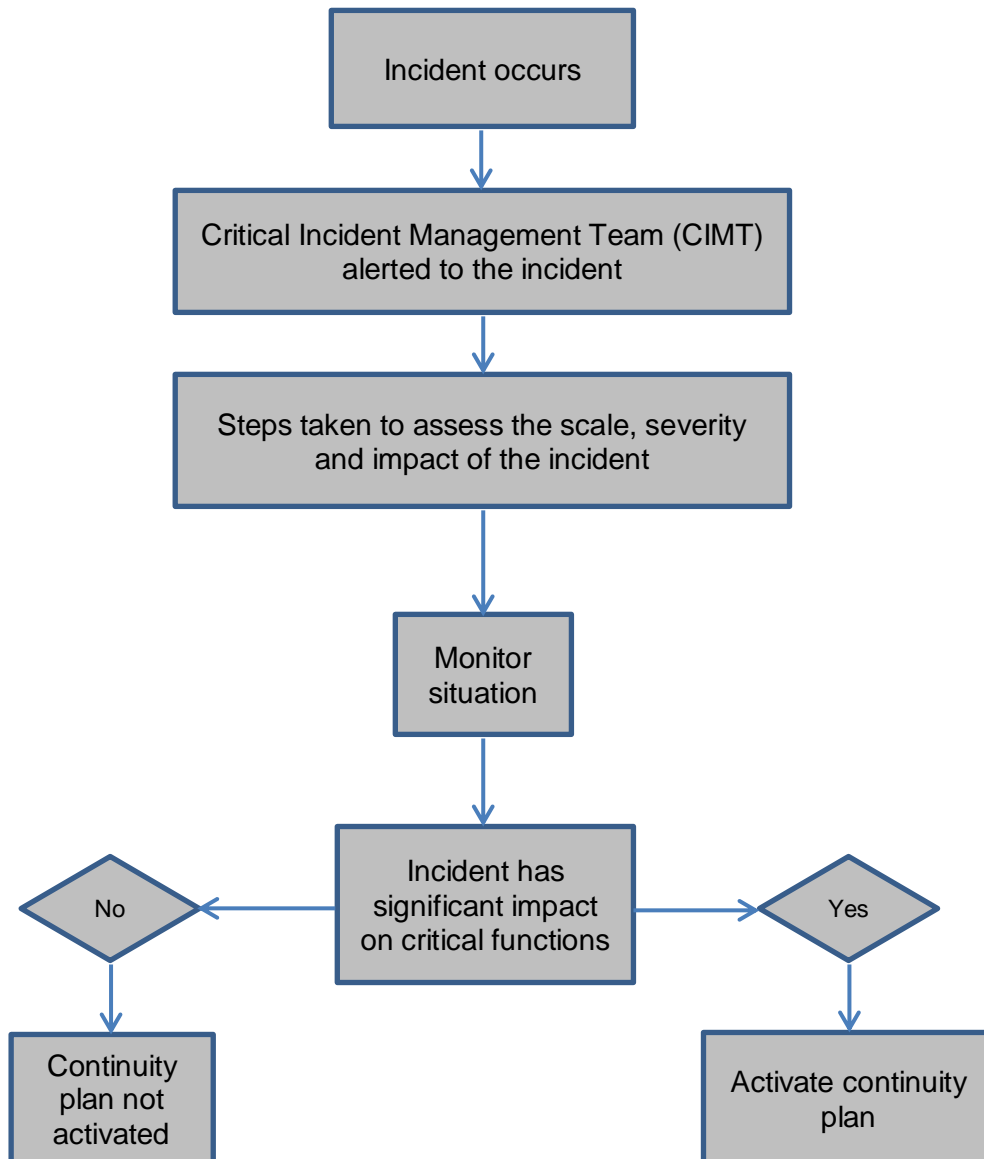 Incident occurs
Critical Incident Management Team (CIMT)
alerted to the incident
Steps taken to assess the scale, severity
and impact of the incident
Monitor
situation
Incident has
significant impact
on critical functions
No
Yes
Continuity
plan not
activated
Activate continuity
plan